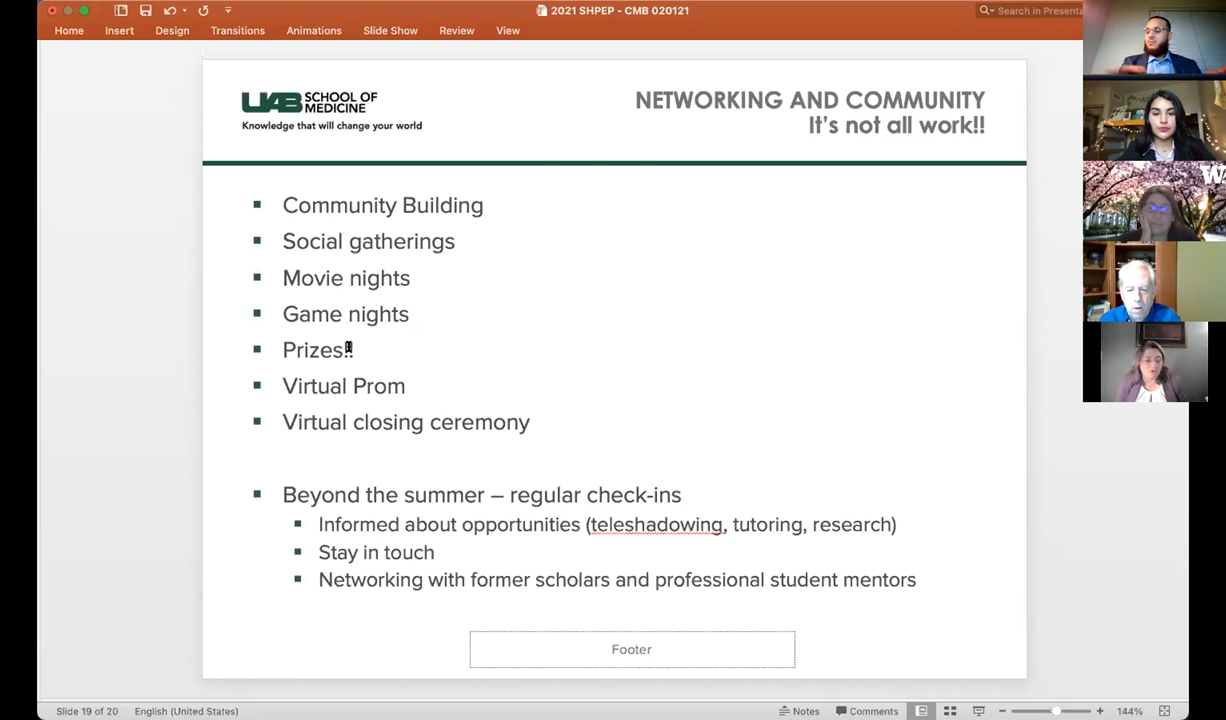 2021 SHPEP - CMB 020121
Search in Presenta
Home Insert Design Transitions Animations Slide Show Review View
UAB SCHOOL OF
MEDICINE
Knowledge that will change your world
NETWORKING AND COMMUNITY
It's not all work!!
W
Community Building
Social gatherings
Movie nights
Game nights
Prizes!!
Virtual Prom
Virtual closing ceremony
Beyond the summer – regular check-ins
Informed about opportunities (teleshadowing, tutoring, research)
Stay in touch
Networking with former scholars and professional student mentors
Footer
Slide 19 of 20 English (United States) Notes Comments 144%